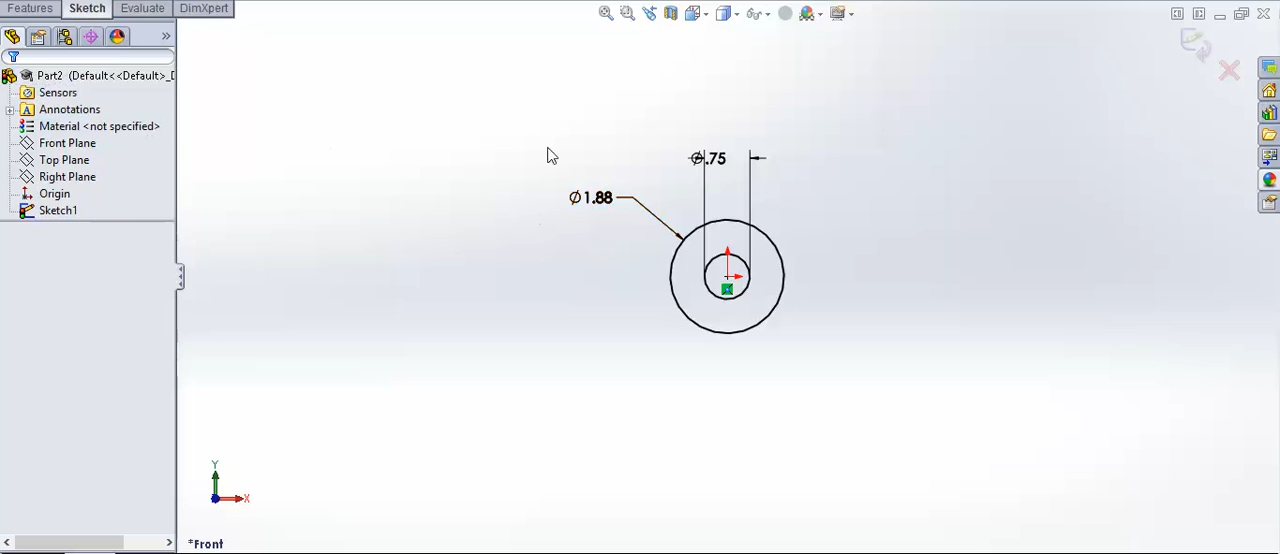 Features Sketch Evaluate DimXpert
Part2 (Default<<Default>_D
Sensors
A Annotations
Material <not specified>
Front Plane
Top Plane
Right Plane
Origin
Sketch1
Ø.75
Ø1.88
Y
X
*Front